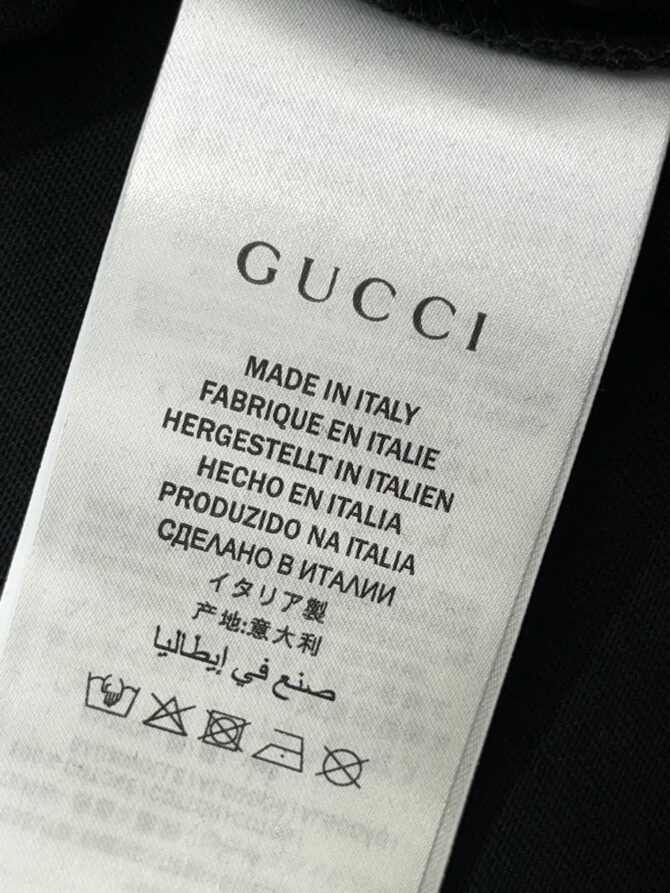 GUCCI
MADE IN ITALY
FABRIQUE EN ITALIE
HERGESTELLT IN ITALIEN
HECHO EN ITALIA
PRODUZIDO NA ITALIA
СДЕЛАНО В ИТАЛИИ
イタリア製
产地:意大利
صنع في إيطاليا